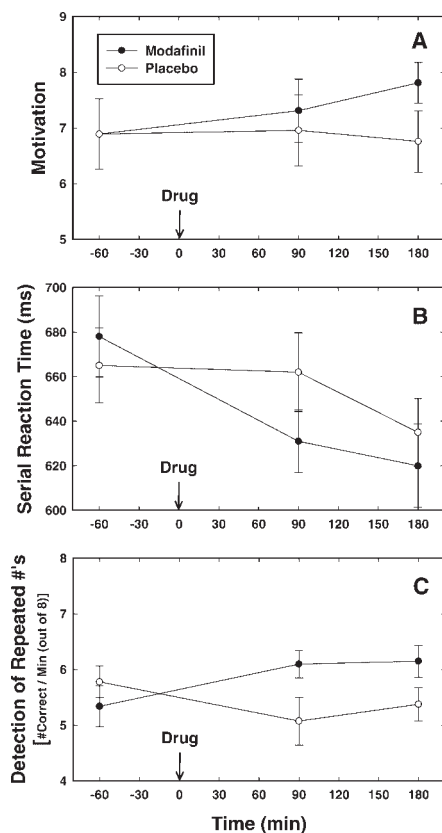 A
Modafinil
Placebo
Motivation
9
8
7
6
5
Drug
-60 -30 0 30 60 90 120 150 180
B
Serial Reaction Time (ms)
700
680
660
640
620
600
Drug
-60 -30 0 30 60 90 120 150 180
C
Detection of Repeated #'s
[#Correct / Min (out of 8)]
8
7
6
5
4
Drug
-60 -30 0 30 60 90 120 150 180
Time (min)